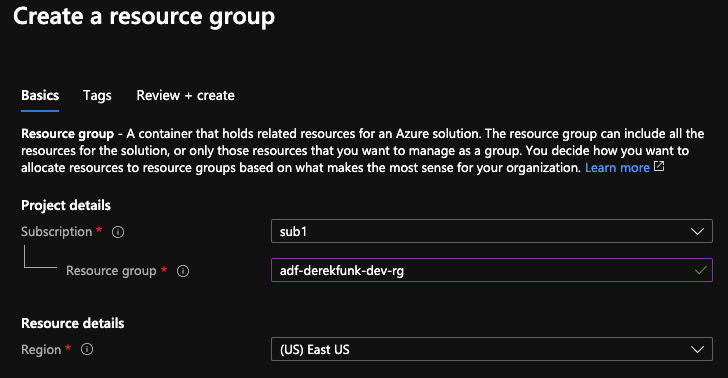 Create a resource group
Basics Tags Review + create
Resource group - A container that holds related resources for an Azure solution. The resource group can include all the
resources for the solution, or only those resources that you want to manage as a group. You decide how you want to
allocate resources to resource groups based on what makes the most sense for your organization. Learn more
Project details
Subscription * sub1
Resource group * adf-derekfunk-dev-rg
Resource details
Region * (US) East US